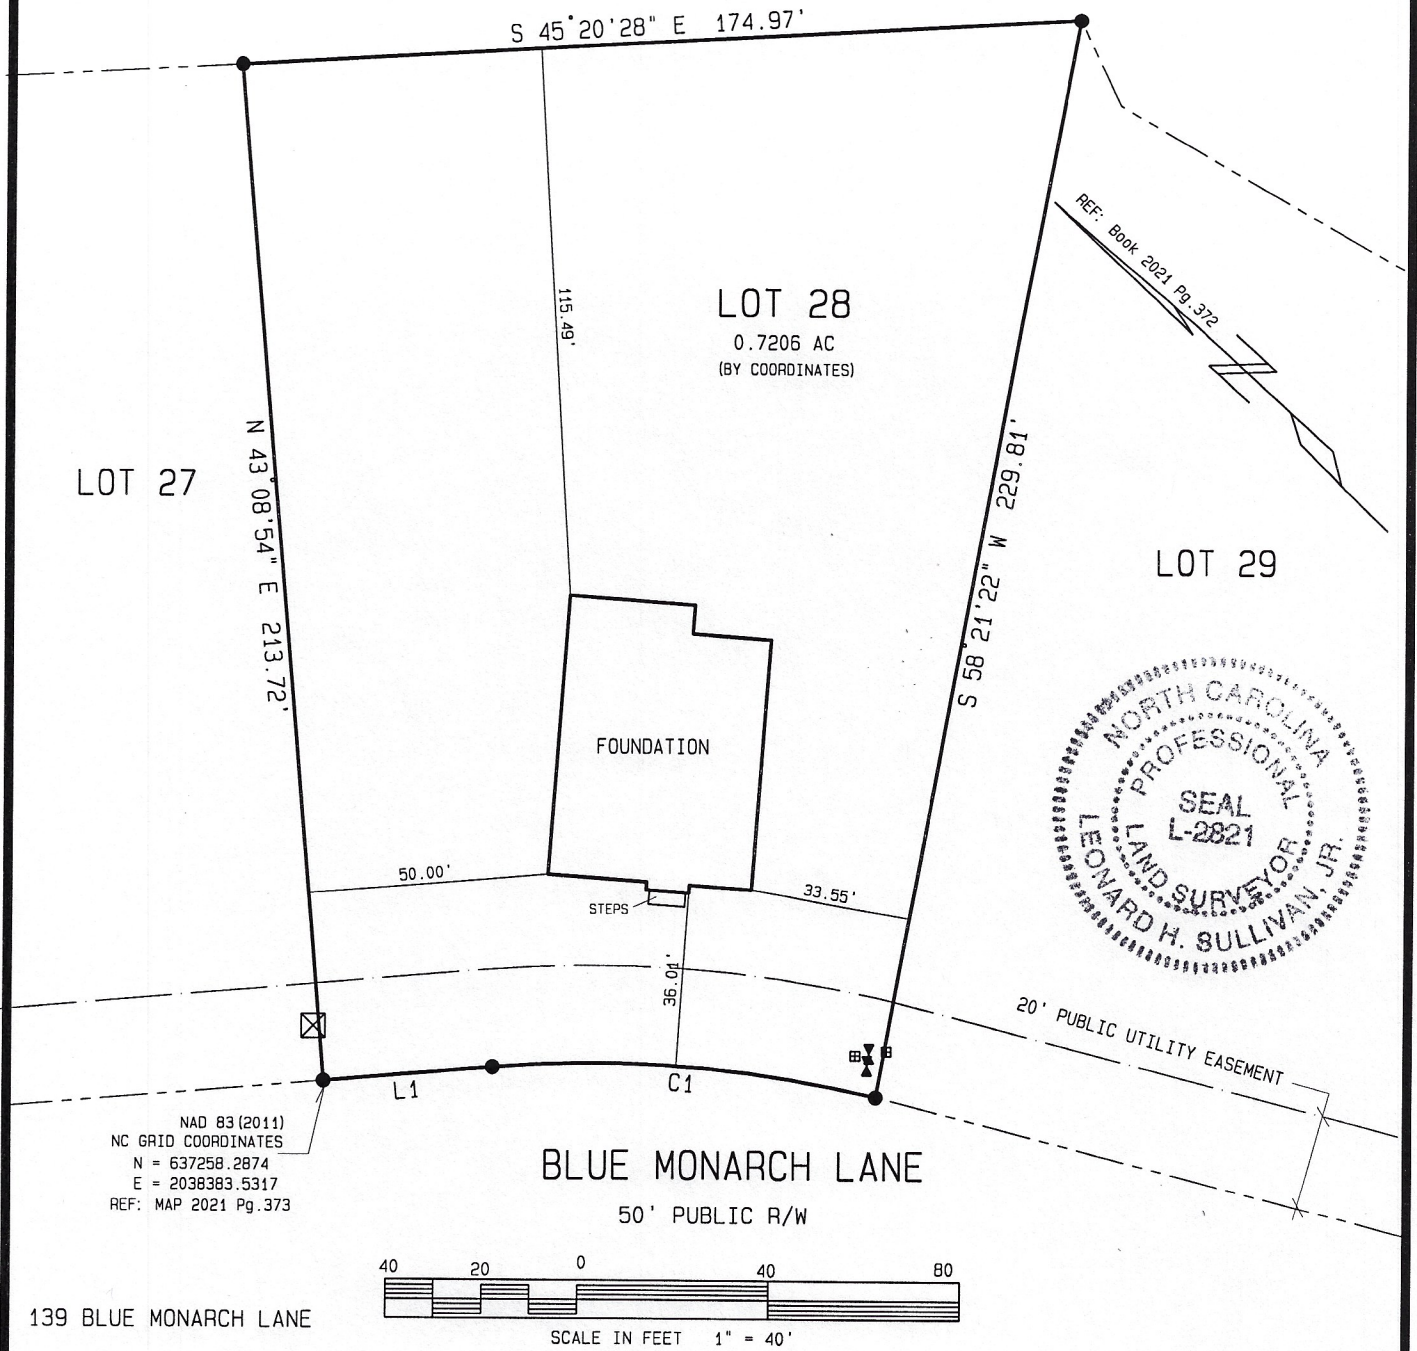 S 45°20'28" E 174.97'
REF: Book 2021 Pg.372
115.49'
LOT 28
0.7206 AC
(BY COORDINATES)
N 43°08'54" E 213.72'
S 58°21'22" W 229.81'
LOT 27
LOT 29
NORTH CAROLINA
PROFESSIONAL
SEAL
L-2821
LAND SURVEYOR
LEONARD H. SULLIVAN, JR.
FOUNDATION
50.00'
STEPS
33.55'
36.01'
20' PUBLIC UTILITY EASEMENT
L1
C1
NAD 83(2011)
NC GRID COORDINATES
N = 637258.2874
E = 2038383.5317
REF: MAP 2021 Pg.373
BLUE MONARCH LANE
50' PUBLIC R/W
40 20 0 40 80
SCALE IN FEET 1" = 40'
139 BLUE MONARCH LANE